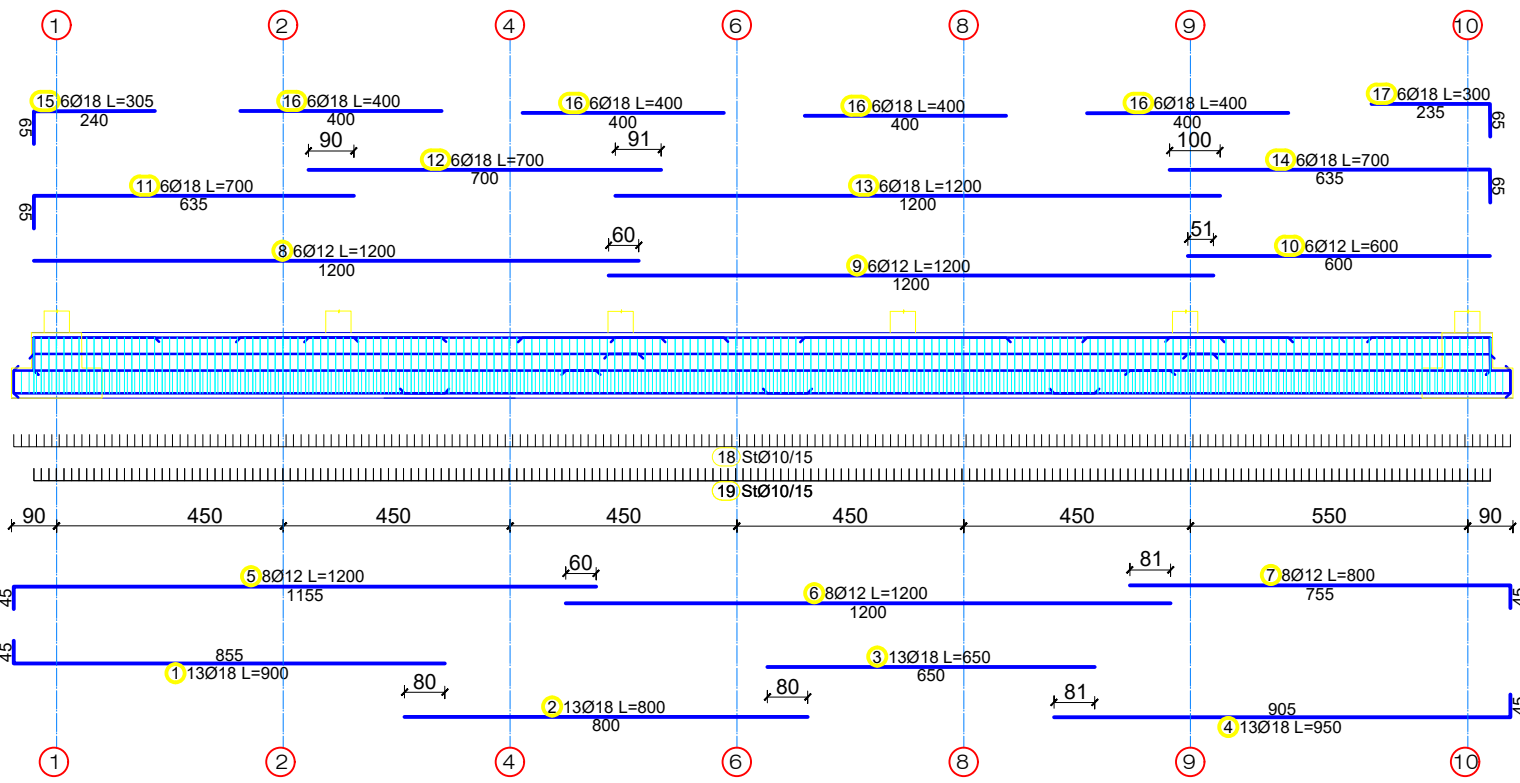 1 2 4 6 8 9 10
15 6Ø18 L=305
240
65
16 6Ø18 L=400
400
16 6Ø18 L=400
400
16 6Ø18 L=400
400
16 6Ø18 L=400
400
17 6Ø18 L=300
235
65
90
91
100
12 6Ø18 L=700
700
14 6Ø18 L=700
635
65
11 6Ø18 L=700
635
65
13 6Ø18 L=1200
1200
60
51
8 6Ø12 L=1200
1200
9 6Ø12 L=1200
1200
10 6Ø12 L=600
600
18 StØ10/15
19 StØ10/15
90 450 450 450 450 450 550 90
60
81
5 8Ø12 L=1200
1155
45
6 8Ø12 L=1200
1200
7 8Ø12 L=800
755
45
45
855
1 13Ø18 L=900
3 13Ø18 L=650
650
80
80
81
2 13Ø18 L=800
800
905
4 13Ø18 L=950
45
1 2 4 6 8 9 10